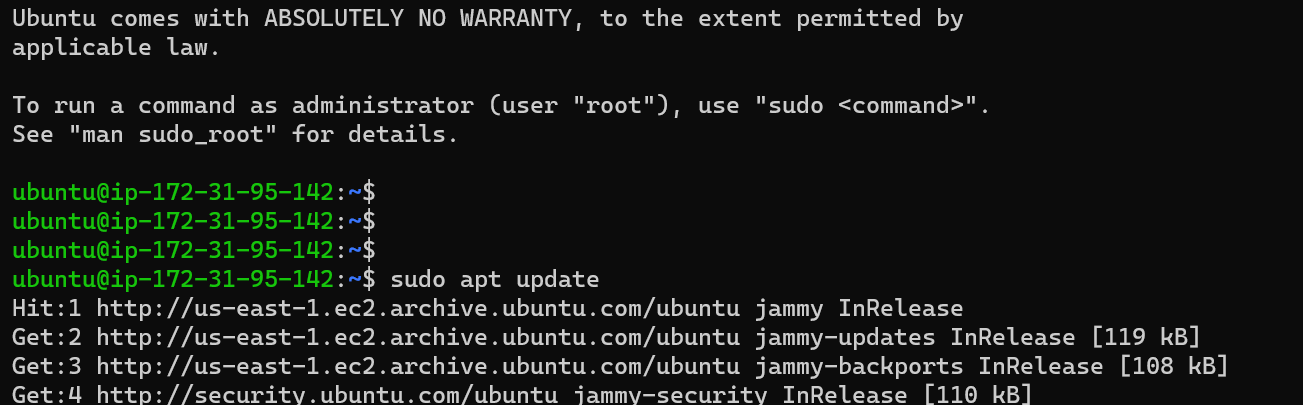 Ubuntu comes with ABSOLUTELY NO WARRANTY, to the extent permitted by
applicable law.
To run a command as administrator (user "root"), use "sudo <command>".
See "man sudo_root" for details.
ubuntu@ip-172-31-95-142:~$
ubuntu@ip-172-31-95-142:~$
ubuntu@ip-172-31-95-142:~$
ubuntu@ip-172-31-95-142:~$ sudo apt update
Hit:1 http://us-east-1.ec2.archive.ubuntu.com/ubuntu jammy InRelease
Get:2 http://us-east-1.ec2.archive.ubuntu.com/ubuntu jammy-updates InRelease [119 kB]
Get:3 http://us-east-1.ec2.archive.ubuntu.com/ubuntu jammy-backports InRelease [108 kB]
Get:4 http://security.ubuntu.com/ubuntu jammy-security InRelease [110 kB]